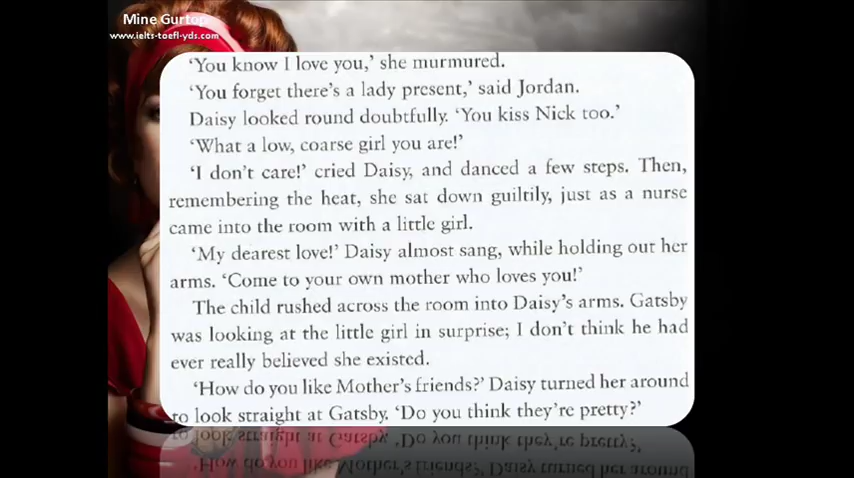 Mine Gurtop
www.ielts-toefl-yds.com
'You know I love you,' she murmured.
'You forget there's a lady present,' said Jordan.
Daisy looked round doubtfully. 'You kiss Nick too.'
'What a low, coarse girl you are!'
'I don't care!' cried Daisy, and danced a few steps. Then,
remembering the heat, she sat down guiltily, just as a nurse
came into the room with a little girl.
'My dearest love!' Daisy almost sang, while holding out her
arms. 'Come to your own mother who loves you!'
The child rushed across the room into Daisy's arms. Gatsby
was looking at the little girl in surprise; I don't think he had
ever really believed she existed.
'How do you like Mother's friends?' Daisy turned her around
to look straight at Gatsby. 'Do you think they're pretty?'